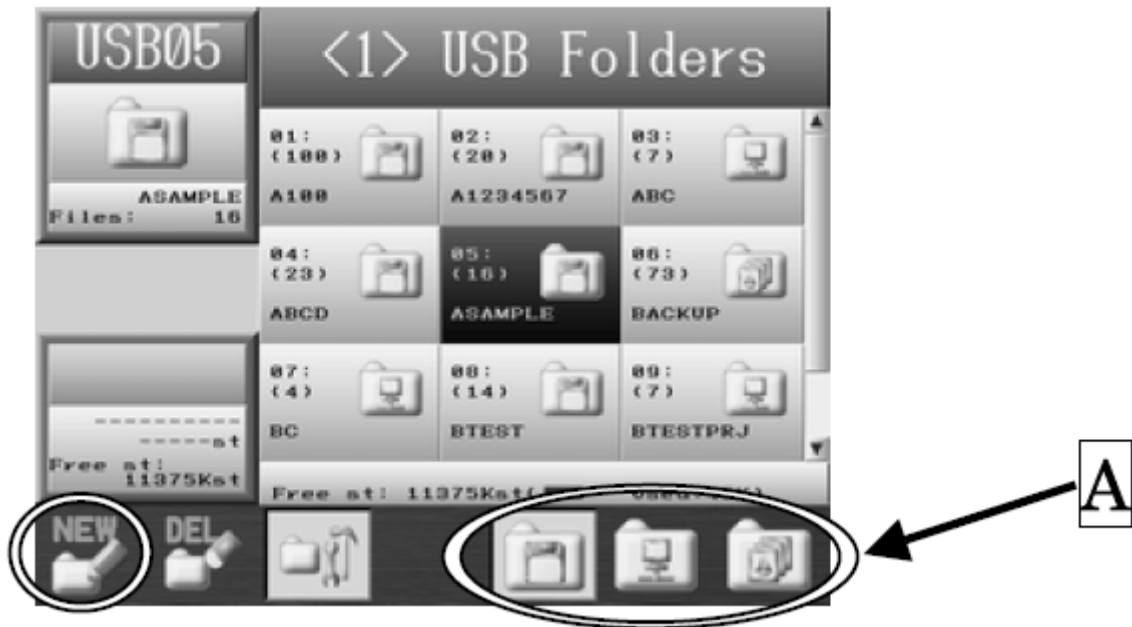 USB05
<1> USB Folders
ASAMPLE
Files: 16
01:
(100)
A100
02:
(20)
A1234567
03:
(7)
ABC
04:
(23)
ABCD
05:
(16)
ASAMPLE
06:
(73)
BACKUP
07:
(4)
BC
08:
(14)
BTEST
09:
(7)
BTESTPRJ
----------
-----st
Free st:
11375Kst
Free st: 11375Kst(
NEW
DEL
A